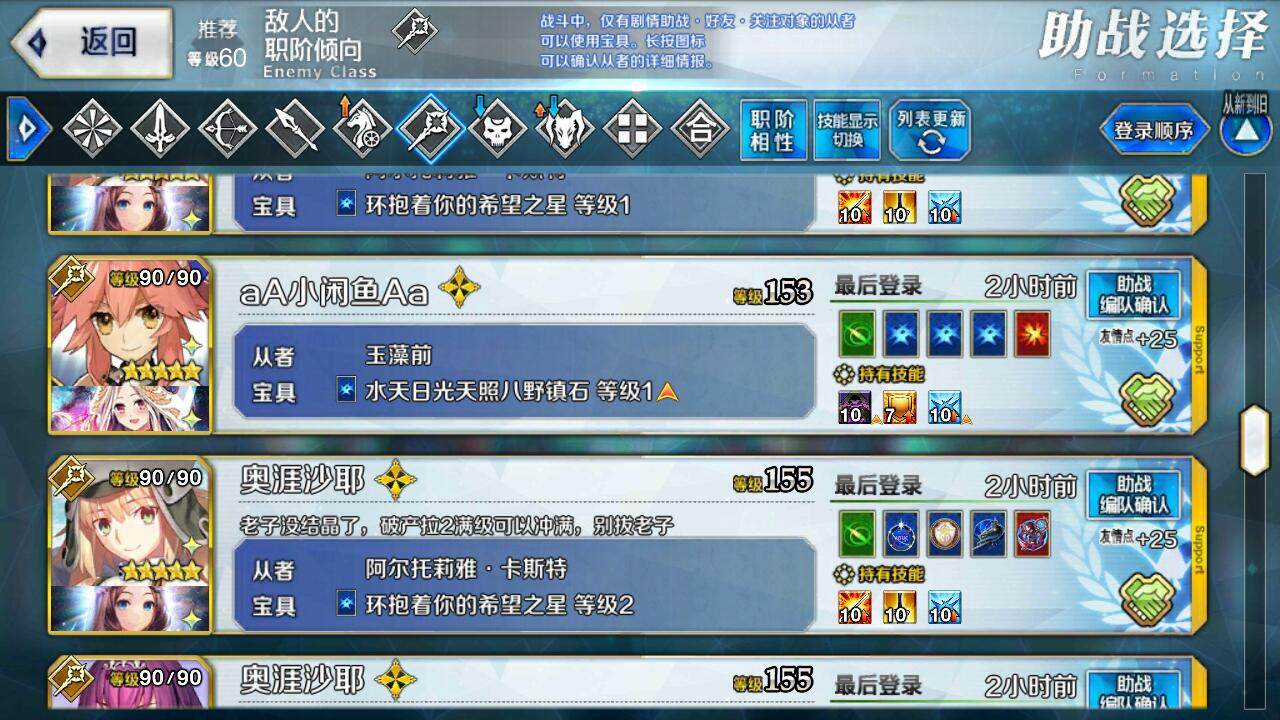 返回
推荐
等级60
敌人的
职阶倾向
Enemy Class
战斗中，仅有剧情助战·好友·关注对象的从者
可以使用宝具。长按图标
可以确认从者的详细情报。
助战选择
Formation
合
职阶
相性
技能显示
切换
列表更新
登录顺序
从新到旧
宝具
环抱着你的希望之星 等级1
持有技能
10
10
10
等级90/90
aA小闲鱼Aa
等级153
从者
玉藻前
宝具
水天日光天照八野镇石 等级1
最后登录
2小时前
持有技能
10
7
10
助战
编队确认
友情点+25
Support
等级90/90
奥涯沙耶
等级155
老子没结晶了，破产拉2满级可以冲满，别拔老子
从者
阿尔托莉雅·卡斯特
宝具
环抱着你的希望之星 等级2
最后登录
2小时前
持有技能
10
10
10
助战
编队确认
友情点+25
Support
等级90/90
奥涯沙耶
等级155
最后登录
2小时前
助战
编队确认